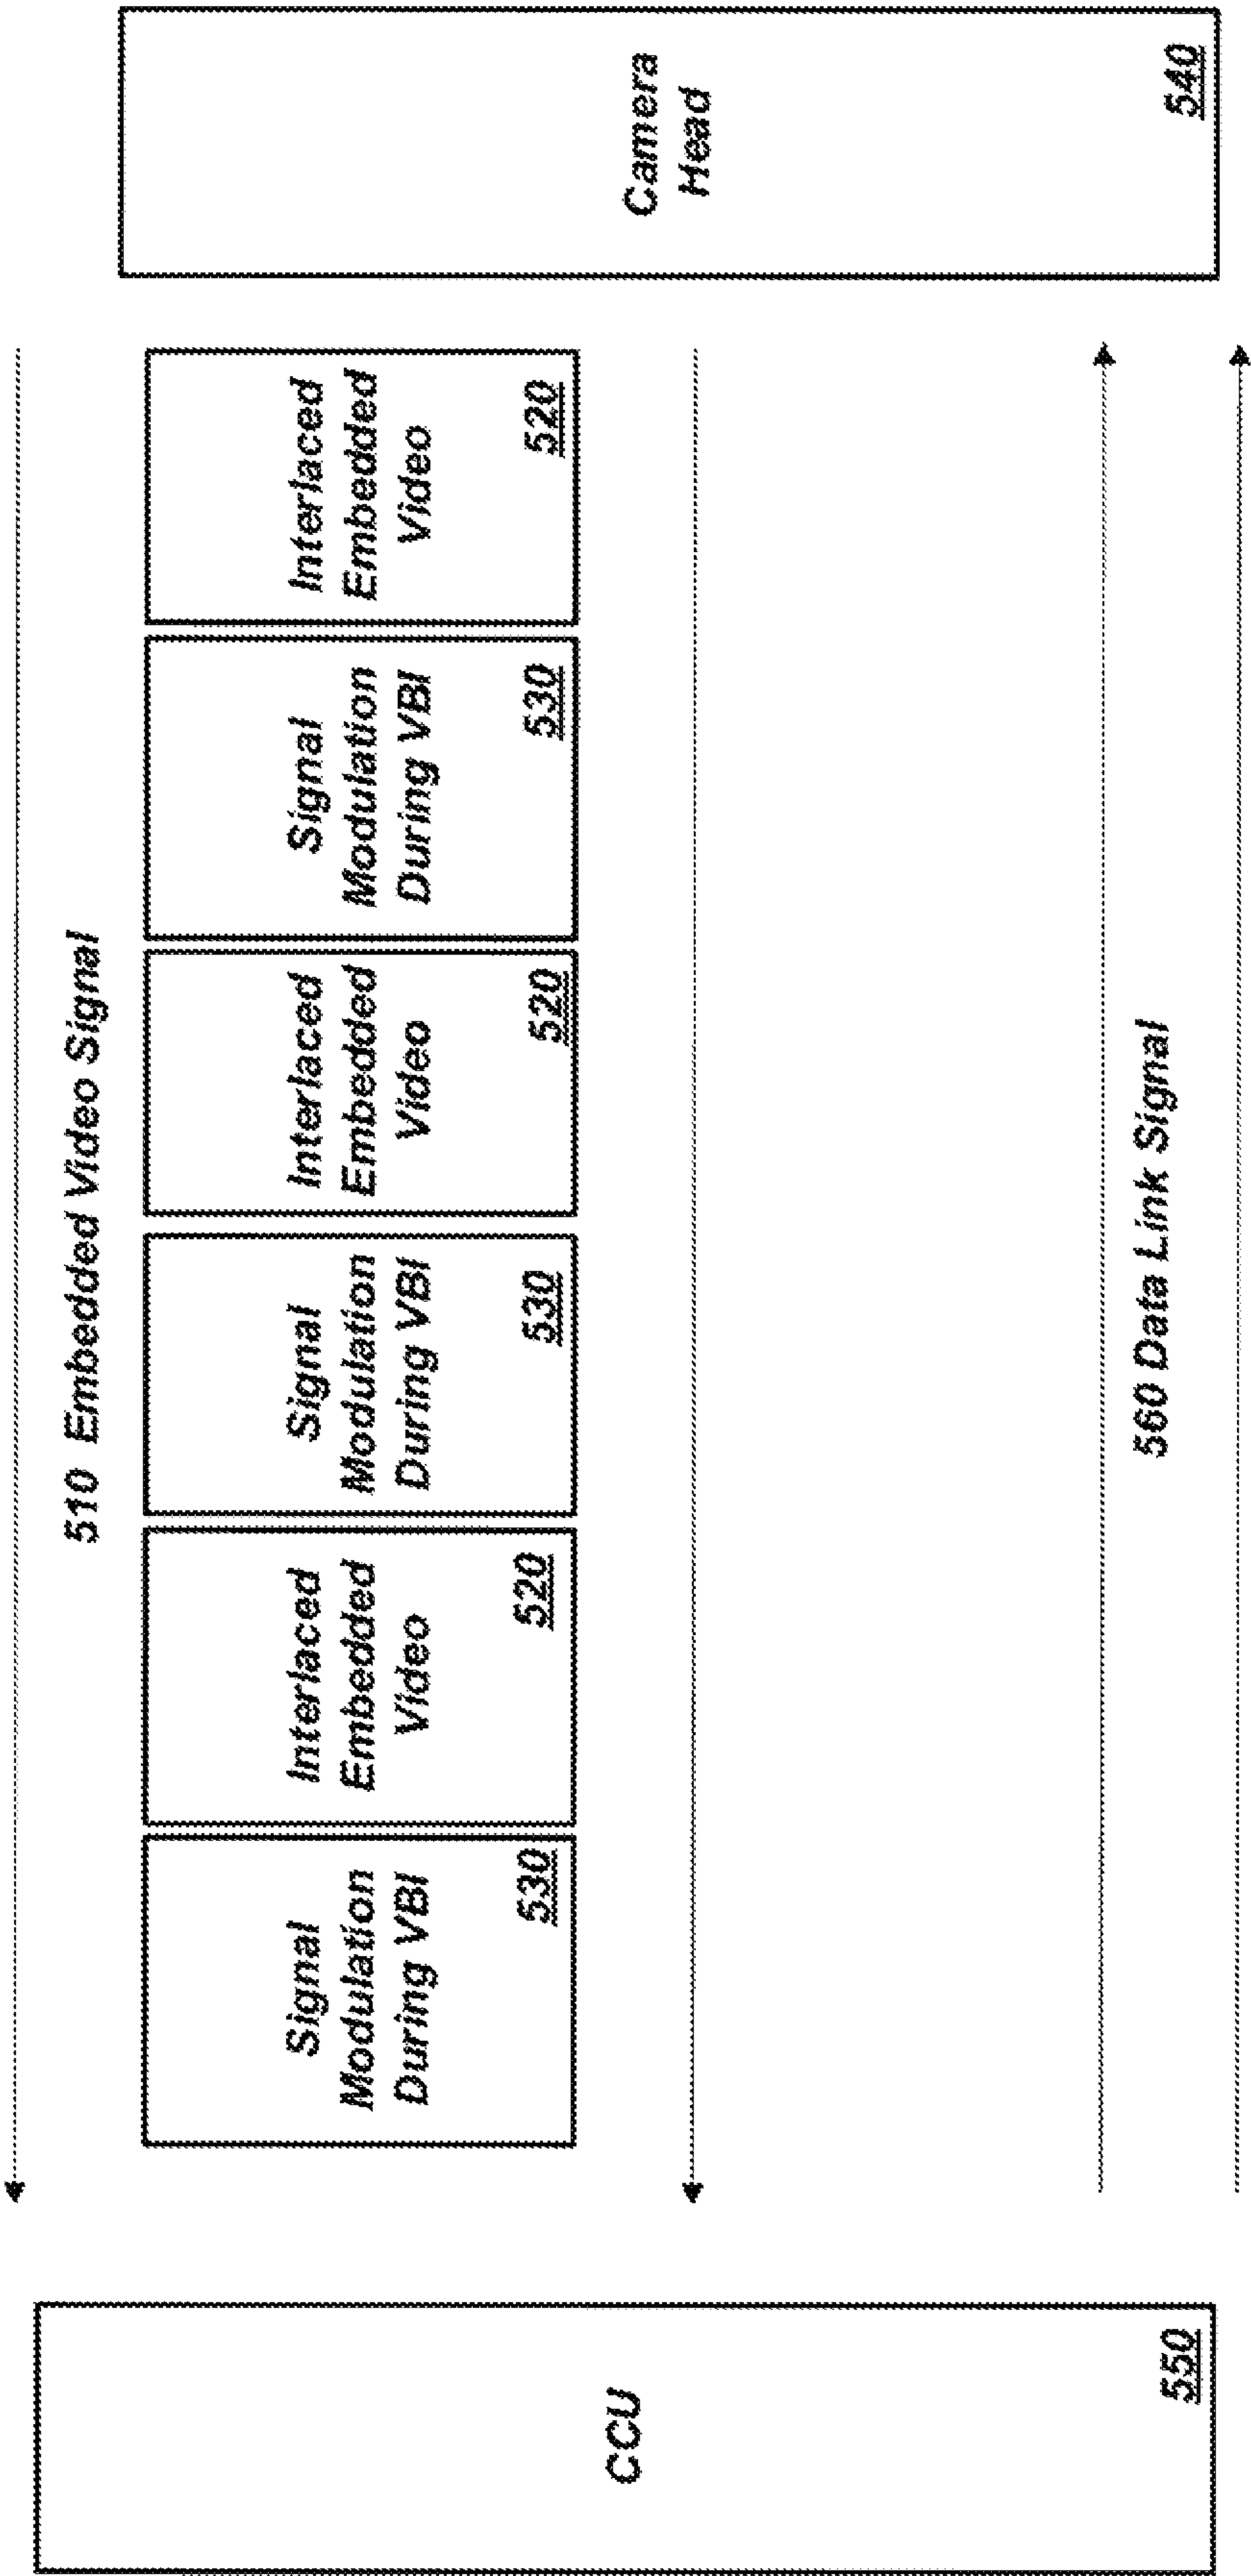 510 Embedded Video Signal
CCU
550
Signal
Modulation
During VBI
530
Interlaced
Embedded
Video
520
Signal
Modulation
During VBI
530
Interlaced
Embedded
Video
520
Signal
Modulation
During VBI
530
Interlaced
Embedded
Video
520
Camera
Head
540
560 Data Link Signal